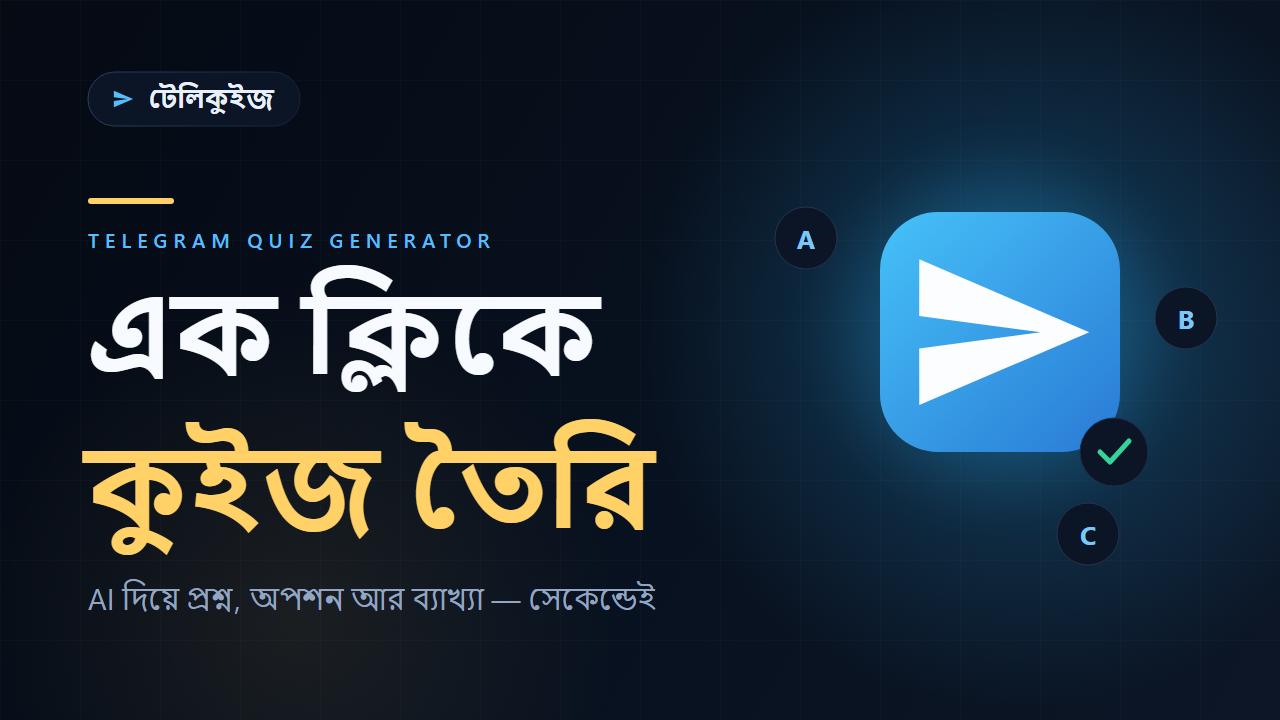 টেলিকুইজ
TELEGRAM QUIZ GENERATOR
এক ক্লিকে
কুইজ তৈরি
AI দিয়ে প্রশ্ন, অপশন আর ব্যাখ্যা — সেকেন্ডেই
A
B
C